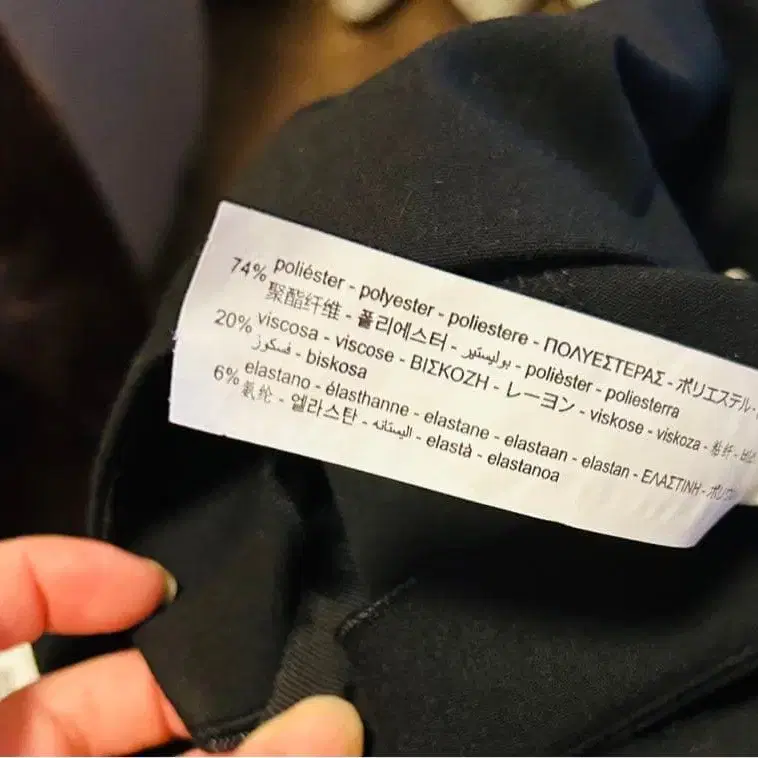 74% poliéster - polyester - poliestere - ΠΟΛΥΕΣΤΕΡΑΣ - ポリエステル -
聚酯纤维 - 폴리에스터 - بوليستير - polièster - poliesterra
20% viscosa - viscose - ΒΙΣΚΟΖΗ - レーヨン - viskose - viskoza - 粘纤 -
فسكوز - biskosa
6% elastano - élasthanne - elastane - elastaan - elastan - ΕΛΑΣΤΙΝΗ -
氨纶 - 엘라스탄 - اليستانه - elastà - elastanoa